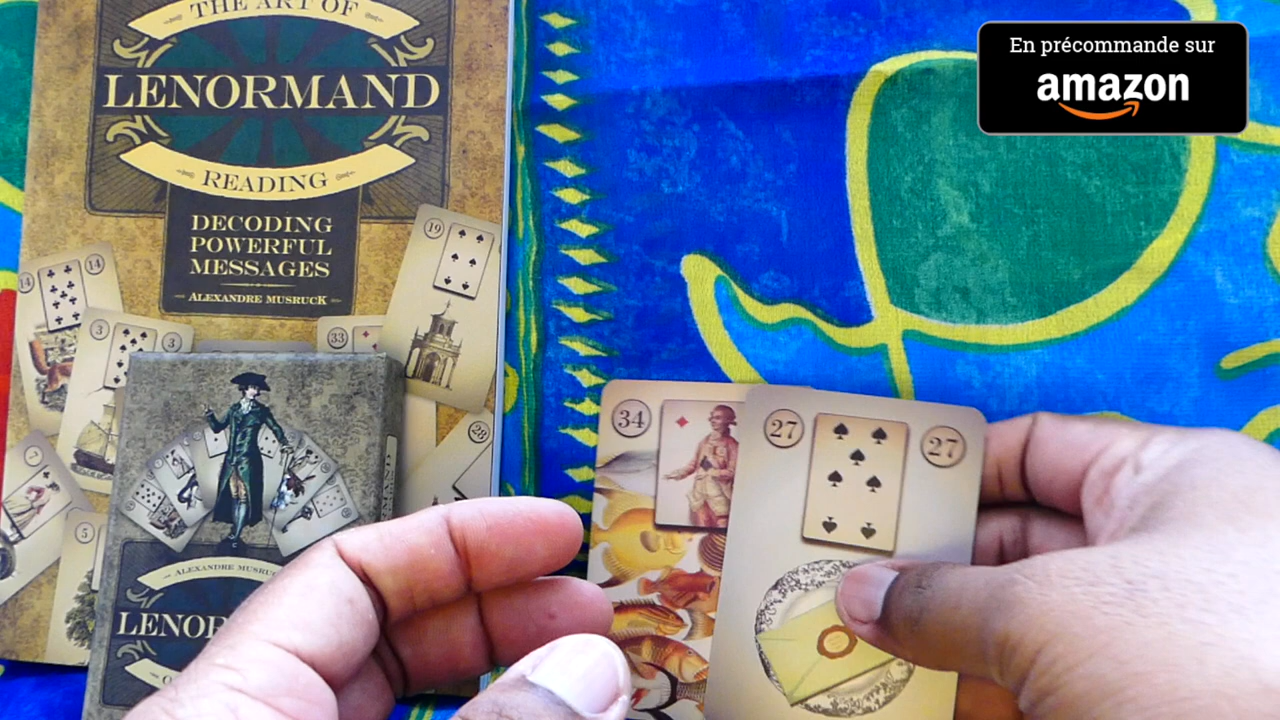 THE ART OF
LENORMAND
READING
DECODING
POWERFUL
MESSAGES
ALEXANDRE MUSRUCK
14
14
3
3
33
19
28
7
5
ALEXANDRE MUSRUC
LENOR
34
27
27
En précommande sur
amazon